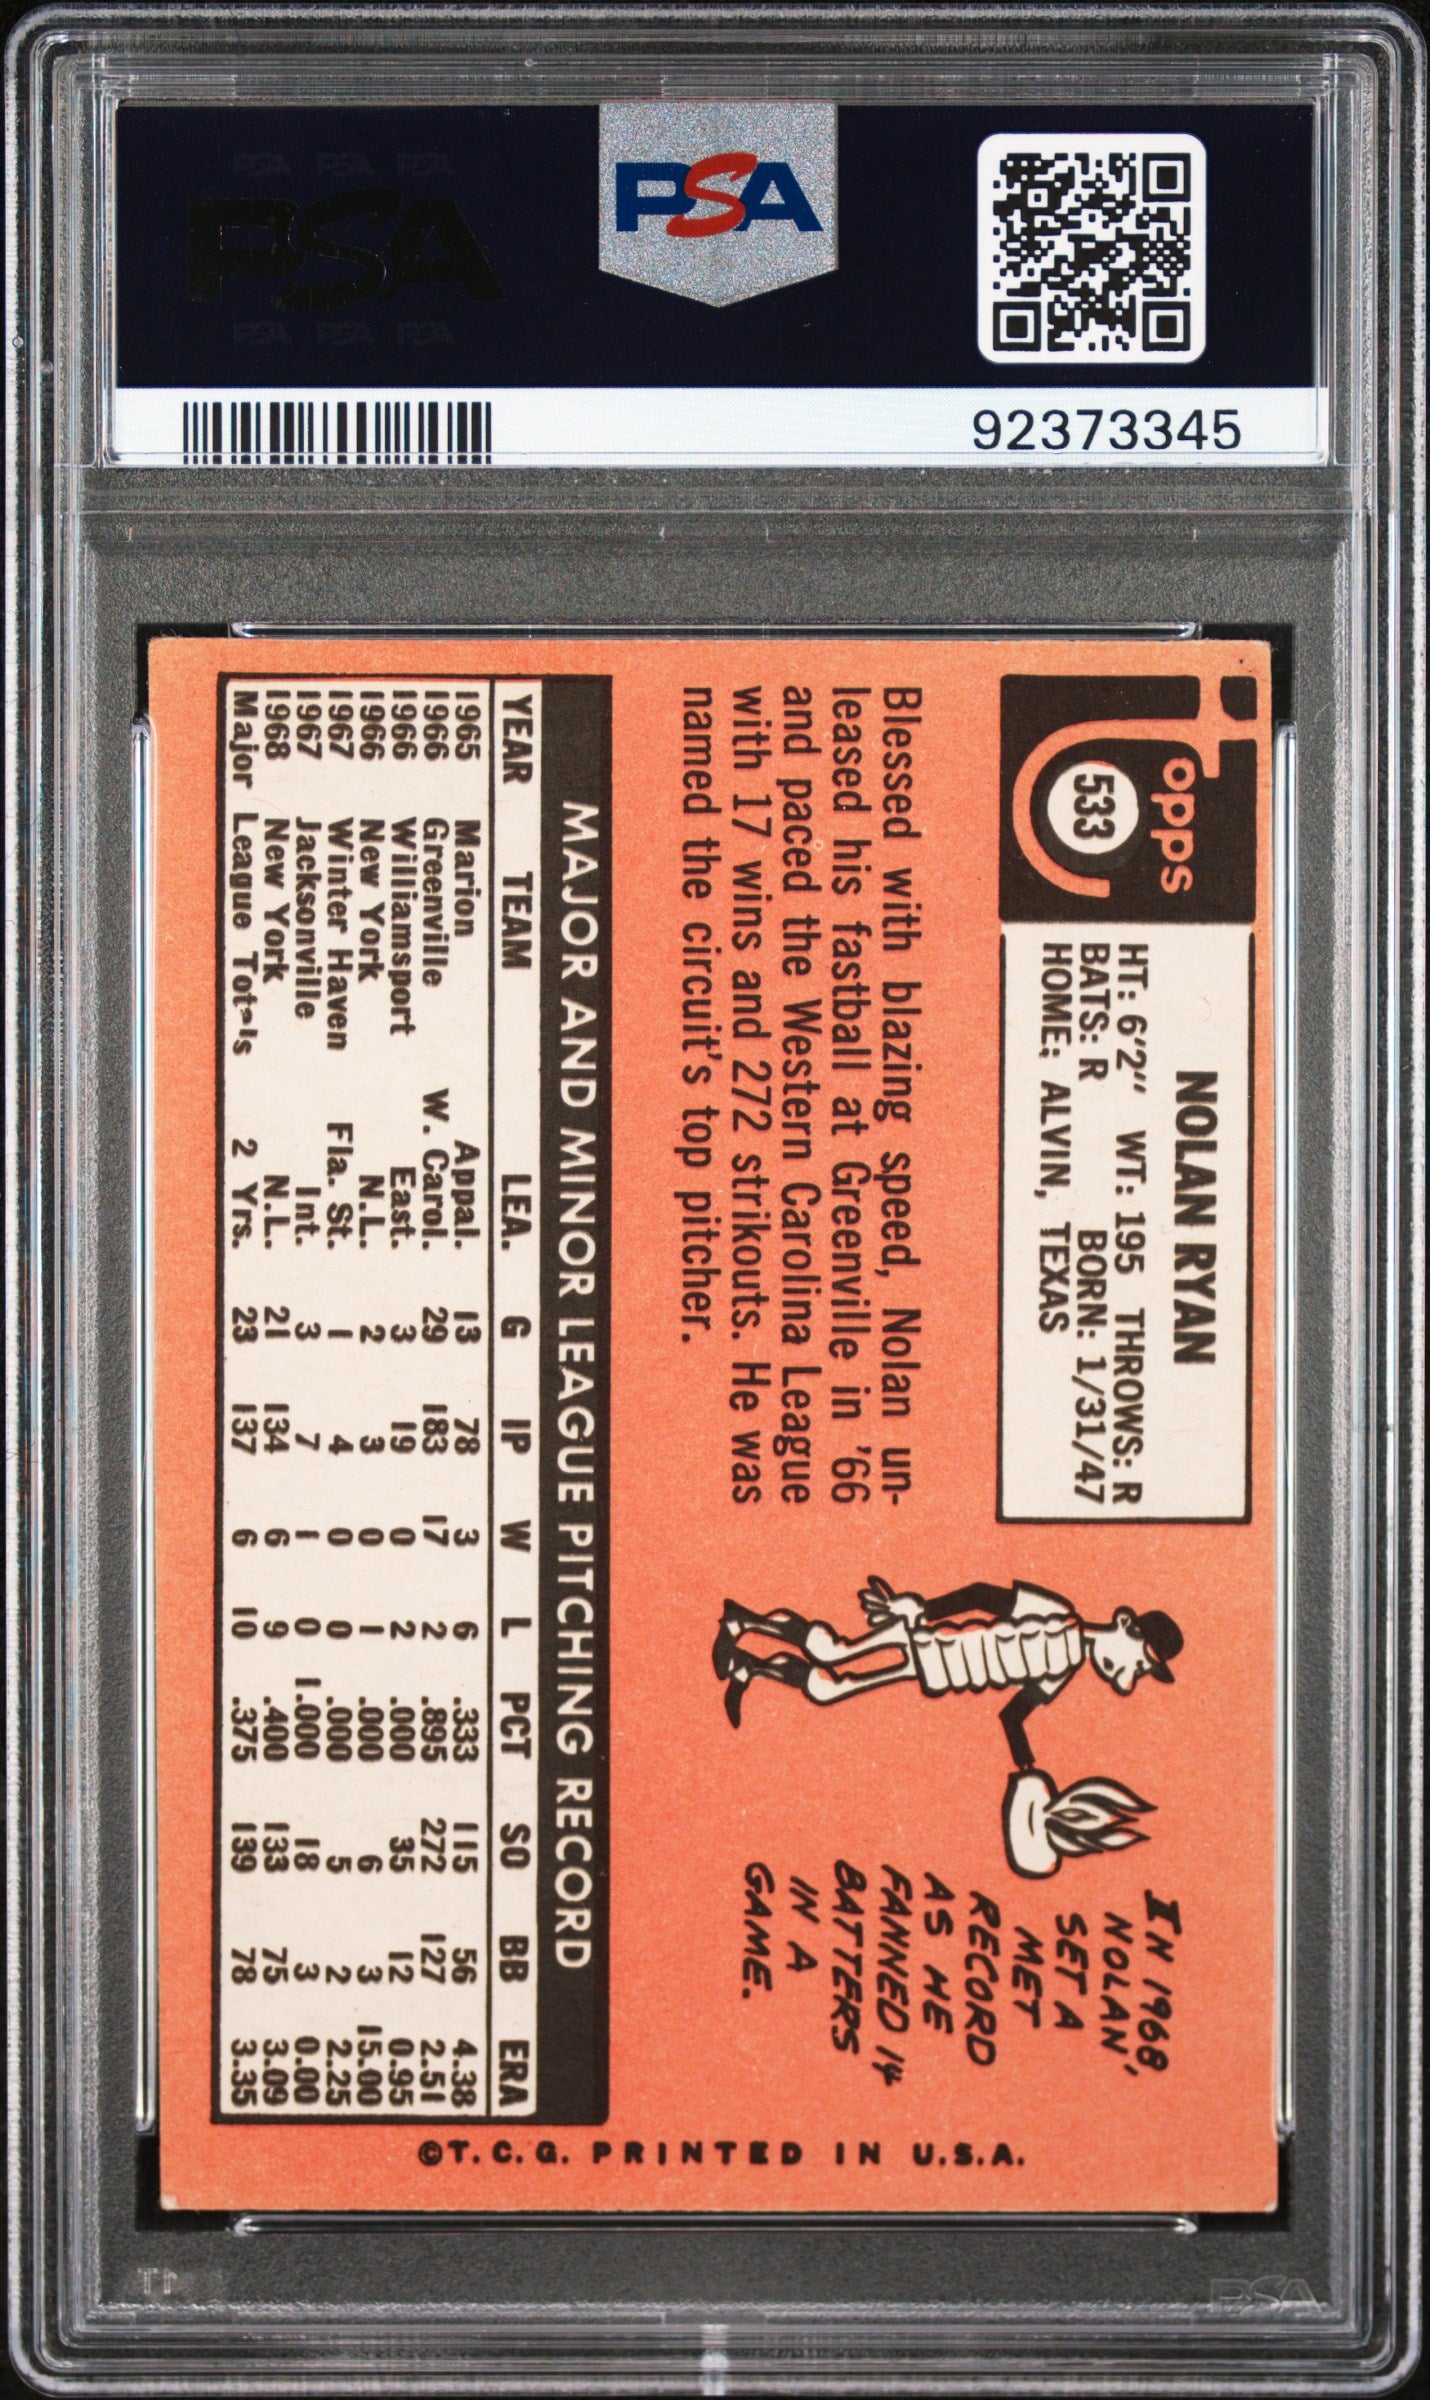 PSA PSA PSA
PSA
PSA PSA PSA
PSA
92373345
Topps
533
NOLAN RYAN
HT: 6'2" WT: 195 THROWS: R
BATS: R BORN: 1/31/47
HOME: ALVIN, TEXAS
Blessed with blazing speed, Nolan un-
leased his fastball at Greenville in '66
and paced the Western Carolina League
with 17 wins and 272 strikouts. He was
named the circuit's top pitcher.
IN 1968
NOLAN'
SET A
MET
RECORD
AS HE
FANNED 14
BATTERS
IN A
GAME.
MAJOR AND MINOR LEAGUE PITCHING RECORD
YEAR TEAM LEA. G IP W L PCT SO BB ERA
1965 Marion Appal. 13 78 3 6 .333 115 56 4.38
1966 Greenville W. Carol. 29 183 17 2 .895 272 127 2.51
1966 Williamsport East. 3 19 0 2 .000 35 12 0.95
1966 New York N.L. 2 3 0 1 .000 6 3 15.00
1967 Winter Haven Fla. St. 1 4 0 0 .000 5 2 2.25
1967 Jacksonville Int. 3 7 1 0 1.000 18 3 0.00
1968 New York N.L. 21 134 6 9 .400 133 75 3.09
Major League Totals 2 Yrs. 23 137 6 10 .375 139 78 3.35
©T.C.G. PRINTED IN U.S.A.
PSA